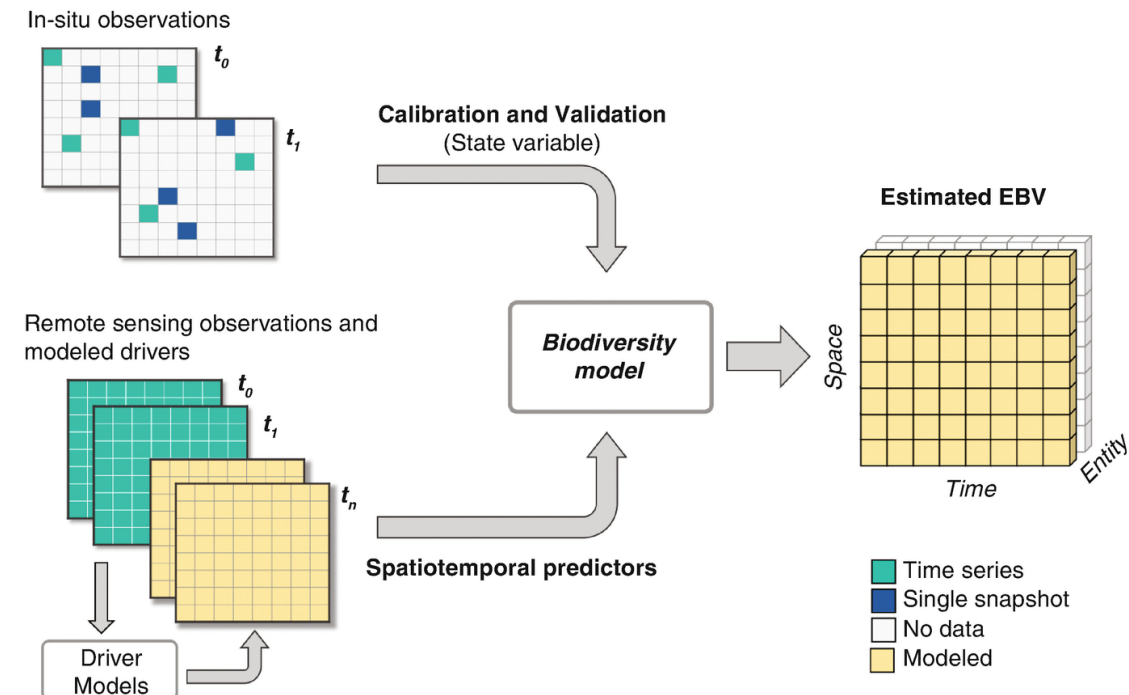 In-situ observations
t0
t1
Calibration and Validation
(State variable)
Estimated EBV
Remote sensing observations and
modeled drivers
t0
t1
tn
Biodiversity
model
Space
Time
Entity
Spatiotemporal predictors
Driver
Models
Time series
Single snapshot
No data
Modeled